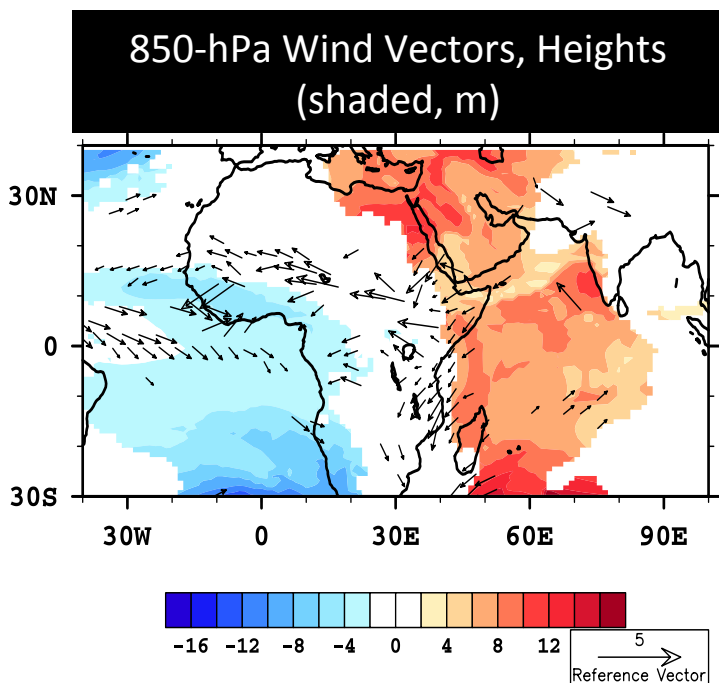 850-hPa Wind Vectors, Heights
(shaded, m)
30N
0
30S
30W 0 30E 60E 90E
-16 -12 -8 -4 0 4 8 12
5
Reference Vector